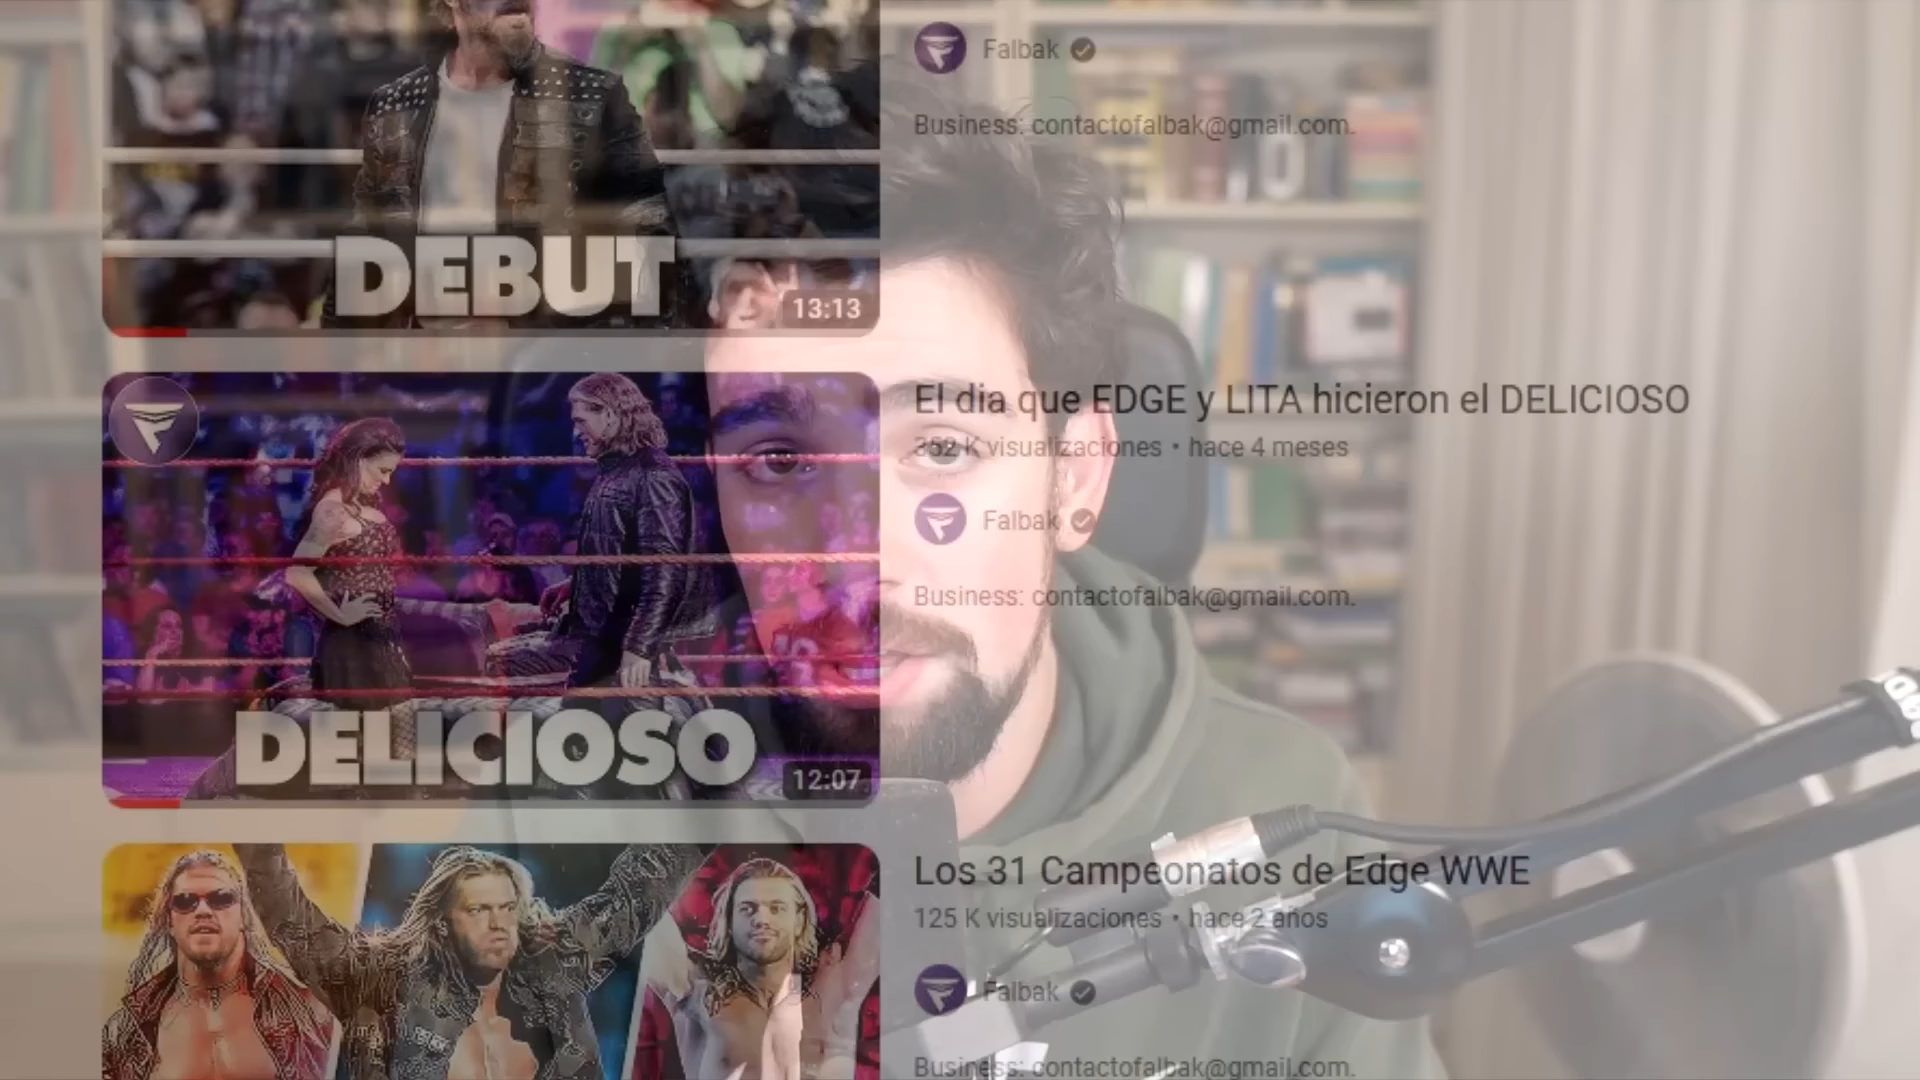 Falbak
Business: contactofalbak@gmail.com.
DEBUT
13:13
El dia que EDGE y LITA hicieron el DELICIOSO
352 K visualizaciones • hace 4 meses
Falbak
Business: contactofalbak@gmail.com.
DELICIOSO
12:07
Los 31 Campeonatos de Edge WWE
125 K visualizaciones • hace 2 años
Falbak
Business: contactofalbak@gmail.com.